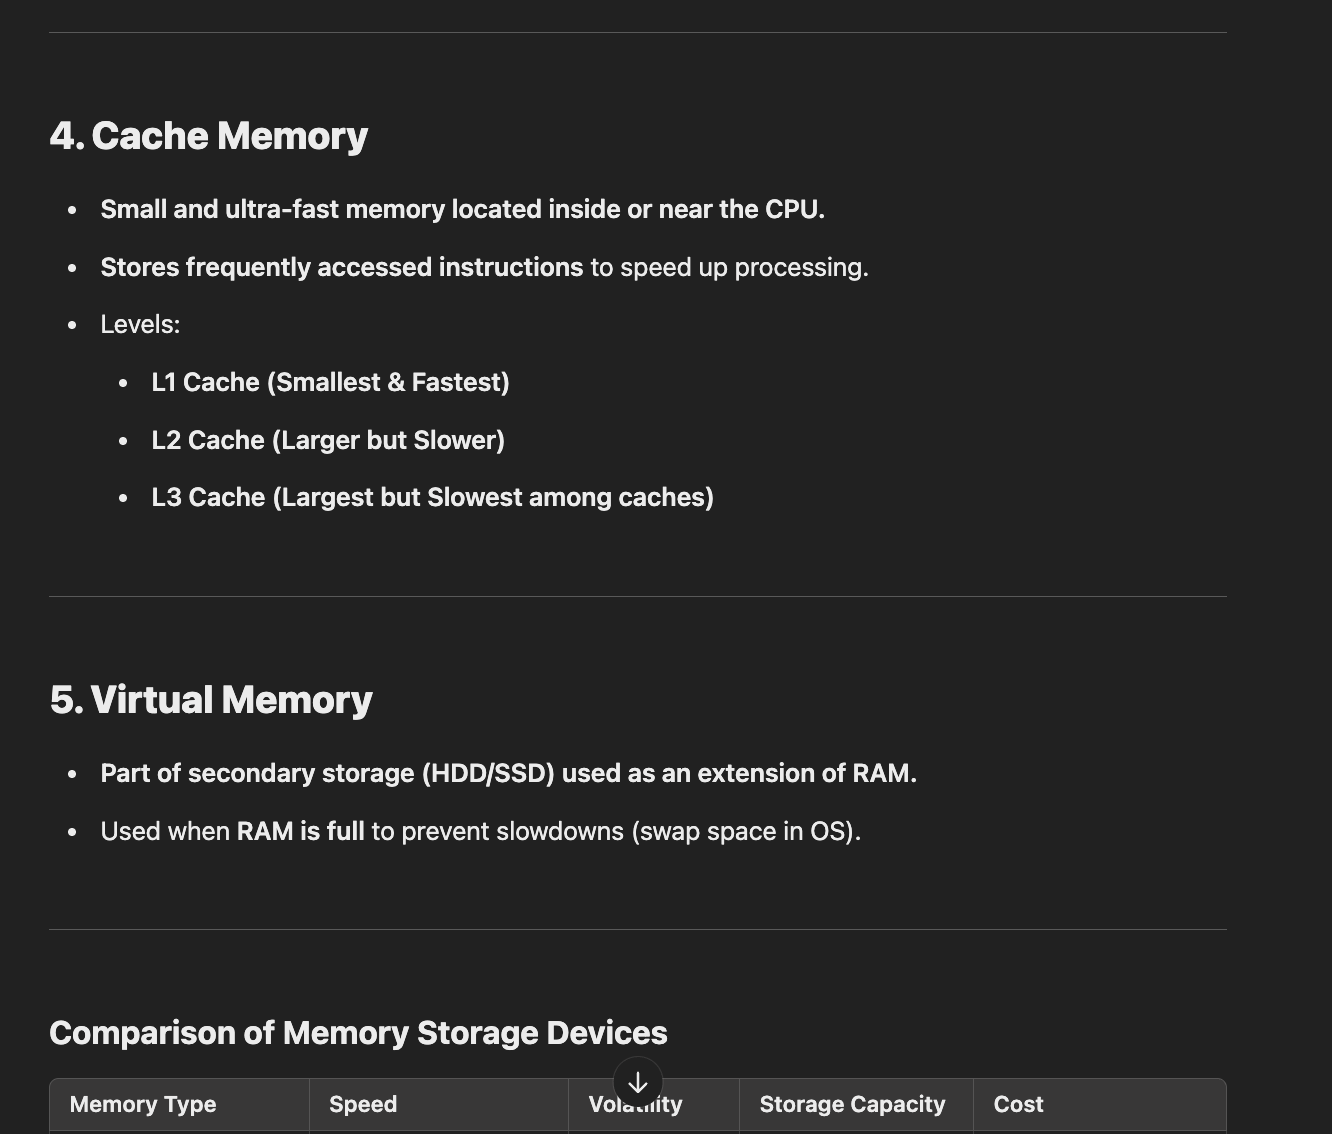 4. Cache Memory
• Small and ultra-fast memory located inside or near the CPU.
• Stores frequently accessed instructions to speed up processing.
• Levels:
• L1 Cache (Smallest & Fastest)
• L2 Cache (Larger but Slower)
• L3 Cache (Largest but Slowest among caches)
5. Virtual Memory
• Part of secondary storage (HDD/SSD) used as an extension of RAM.
• Used when RAM is full to prevent slowdowns (swap space in OS).
Comparison of Memory Storage Devices
Memory Type Speed Volatility Storage Capacity Cost